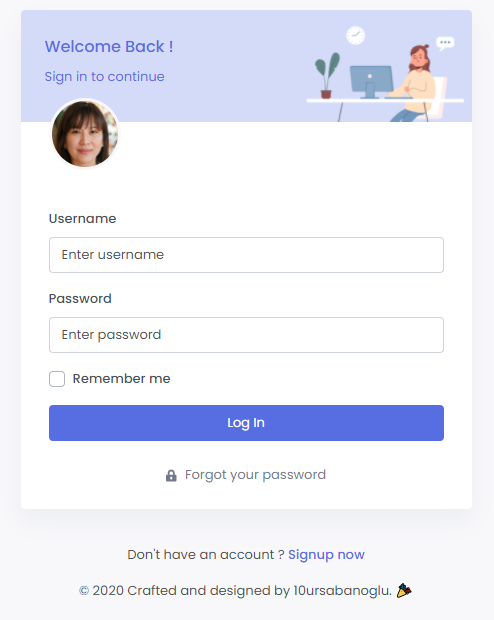 Welcome Back !
Sign in to continue
Username
Enter username
Password
Enter password
Remember me
Log In
Forgot your password
Don't have an account ? Signup now
© 2020 Crafted and designed by 10ursabanoglu.